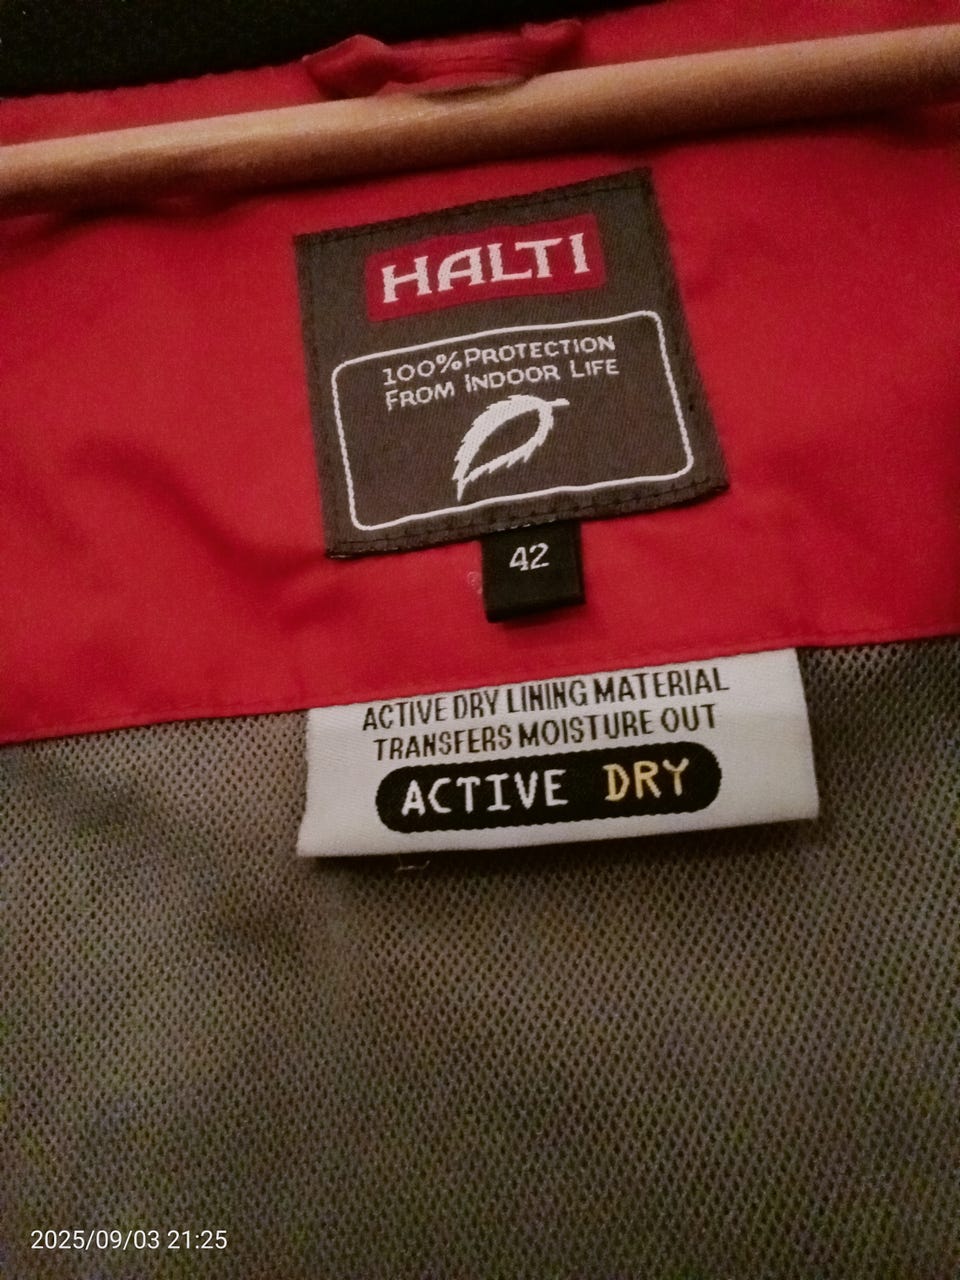 HALTI
100% PROTECTION
FROM INDOOR LIFE
42
ACTIVE DRY LINING MATERIAL
TRANSFERS MOISTURE OUT
ACTIVE DRY
2025/09/03 21:25